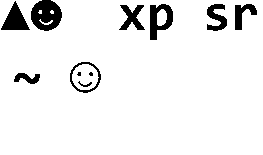 ▲☻  xp sr
~ ☺